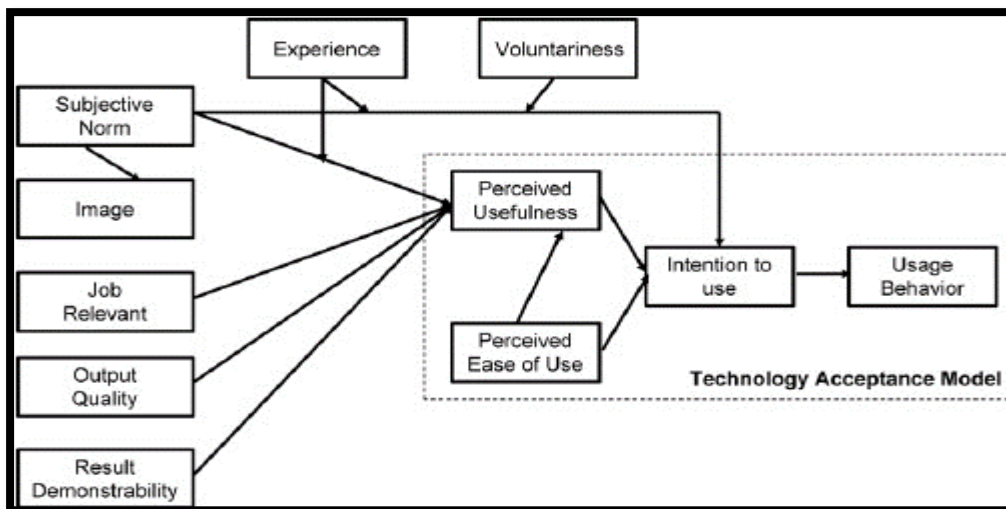 Experience
Voluntariness
Subjective
Norm
Image
Perceived
Usefulness
Job
Relevant
Intention to
use
Usage
Behavior
Perceived
Ease of Use
Output
Quality
Technology Acceptance Model
Result
Demonstrability